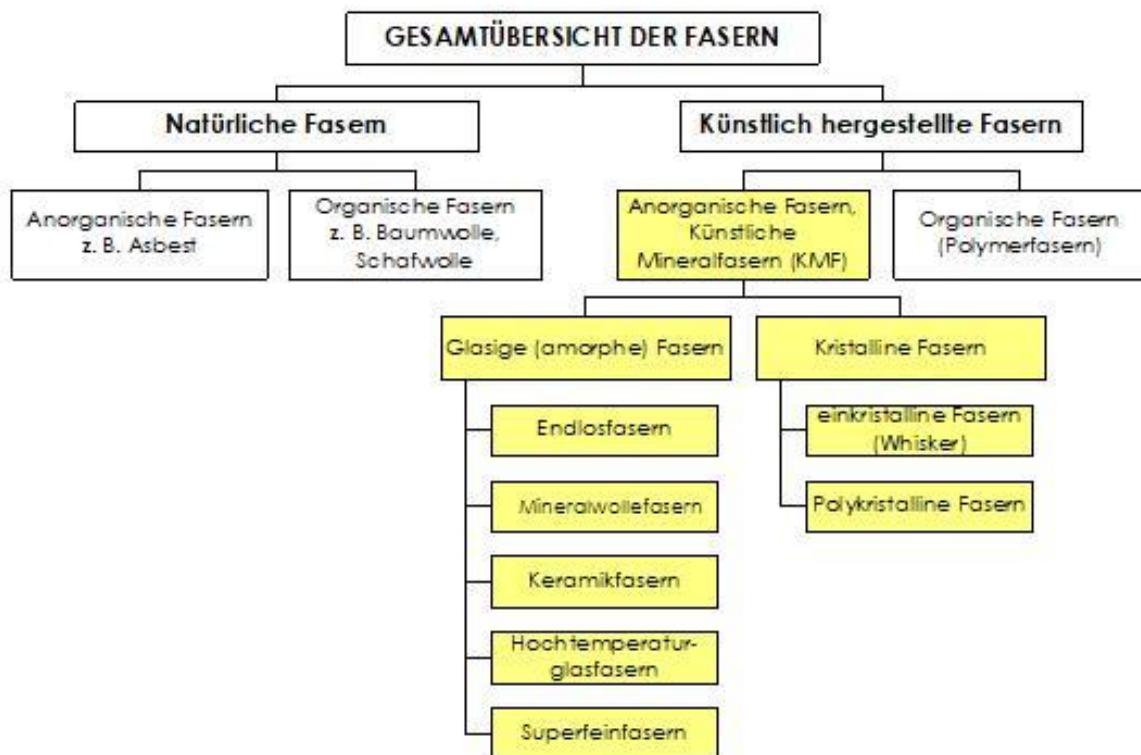 GESAMTÜBERSICHT DER FASERN
Natürliche Fasern
Künstlich hergestellte Fasern
Anorganische Fasern
z. B. Asbest
Organische Fasern
z. B. Baumwolle,
Schafwolle
Anorganische Fasern,
Künstliche
Mineralfasern (KMF)
Organische Fasern
(Polymerfasern)
Glasige (amorphe) Fasern
Kristalline Fasern
Endlosfasern
Mineralwollefasern
Keramikfasern
Hochtemperatur-
glasfasern
Superfeinfasern
einkristalline Fasern
(Whisker)
Polykristalline Fasern